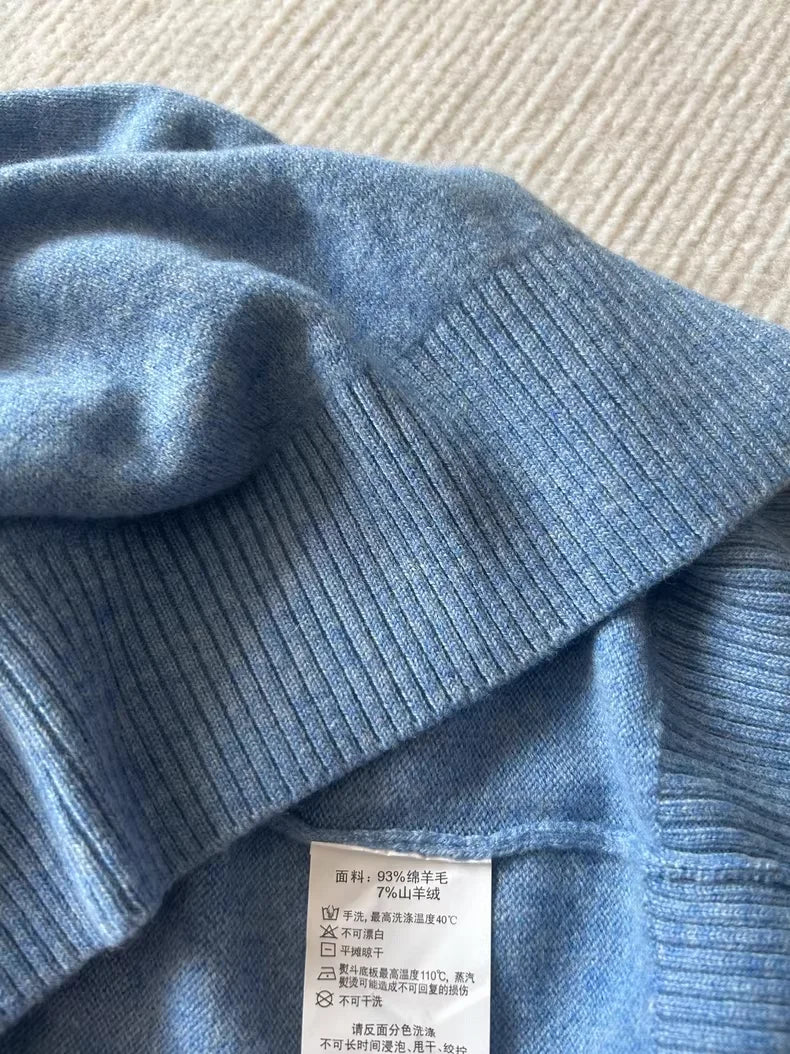 面料：93%绵羊毛
7%山羊绒
手洗,最高洗涤温度40℃
不可漂白
平摊晾干
熨斗底板最高温度110℃, 蒸汽
熨烫可能造成不可回复的损伤
不可干洗
请反面分色洗涤
不可长时间浸泡、甩干、绞拧